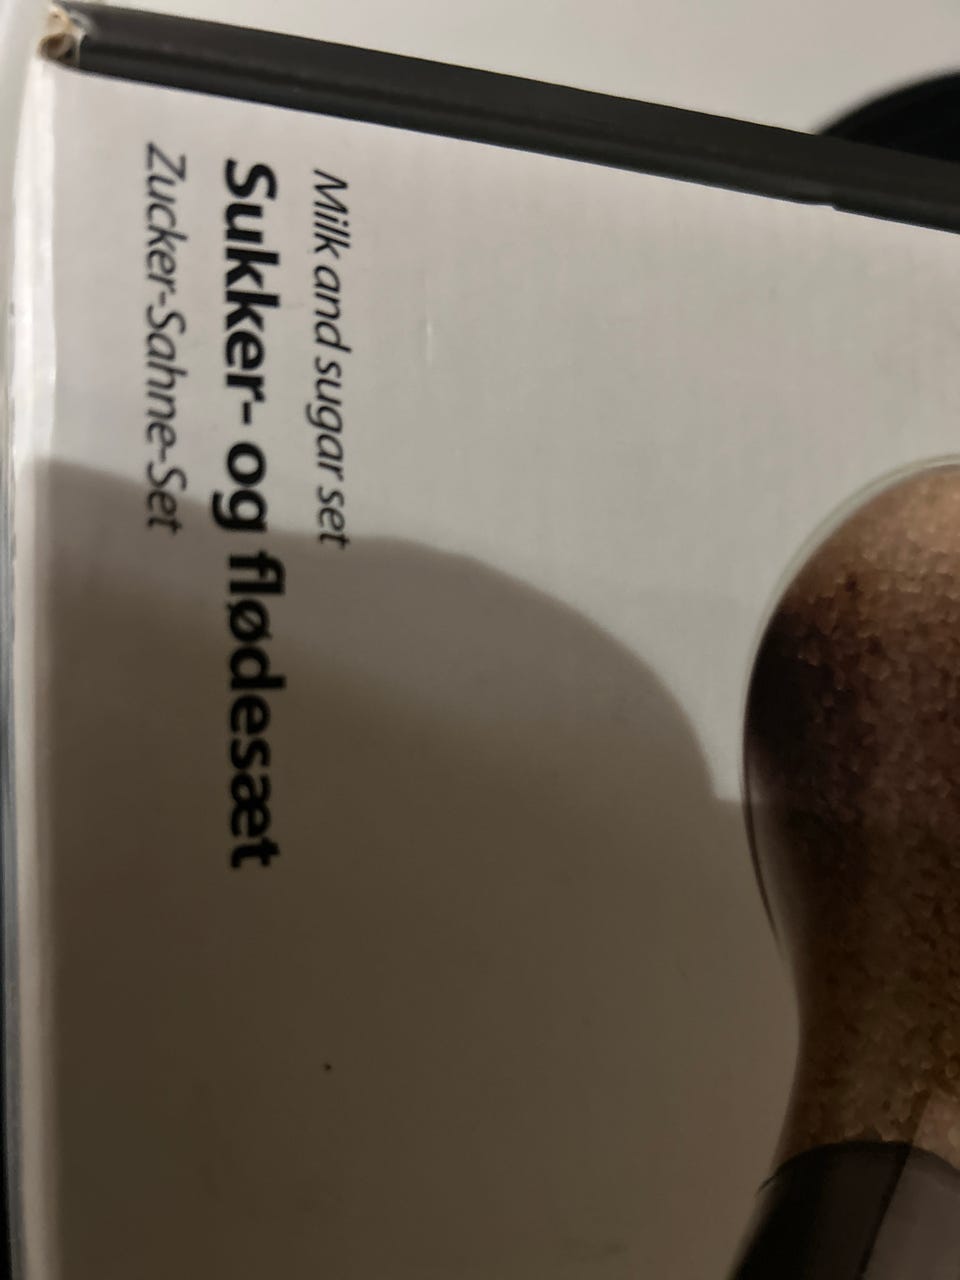 Milk and sugar set
Sukker- og flødesæt
Zucker-Sahne-Set